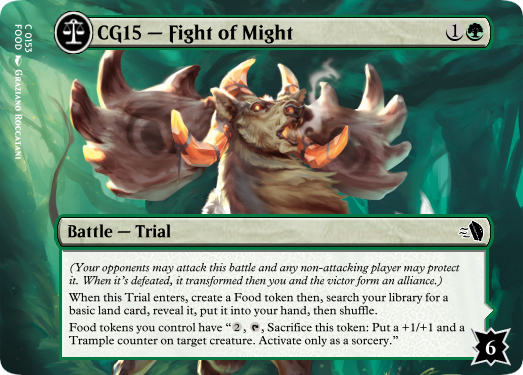 CG15 — Fight of Might
1
Battle — Trial
(Your opponents may attack this battle and any non-attacking player may protect
it. When it's defeated, it transformed then you and the victor form an alliance.)
When this Trial enters, create a Food token then, search your library for a
basic land card, reveal it, put it into your hand, then shuffle.
Food tokens you control have “2, , Sacrifice this token: Put a +1/+1 and a
Trample counter on target creature. Activate only as a sorcery.”
6
C 0153
FOOD Graziano Roccatani